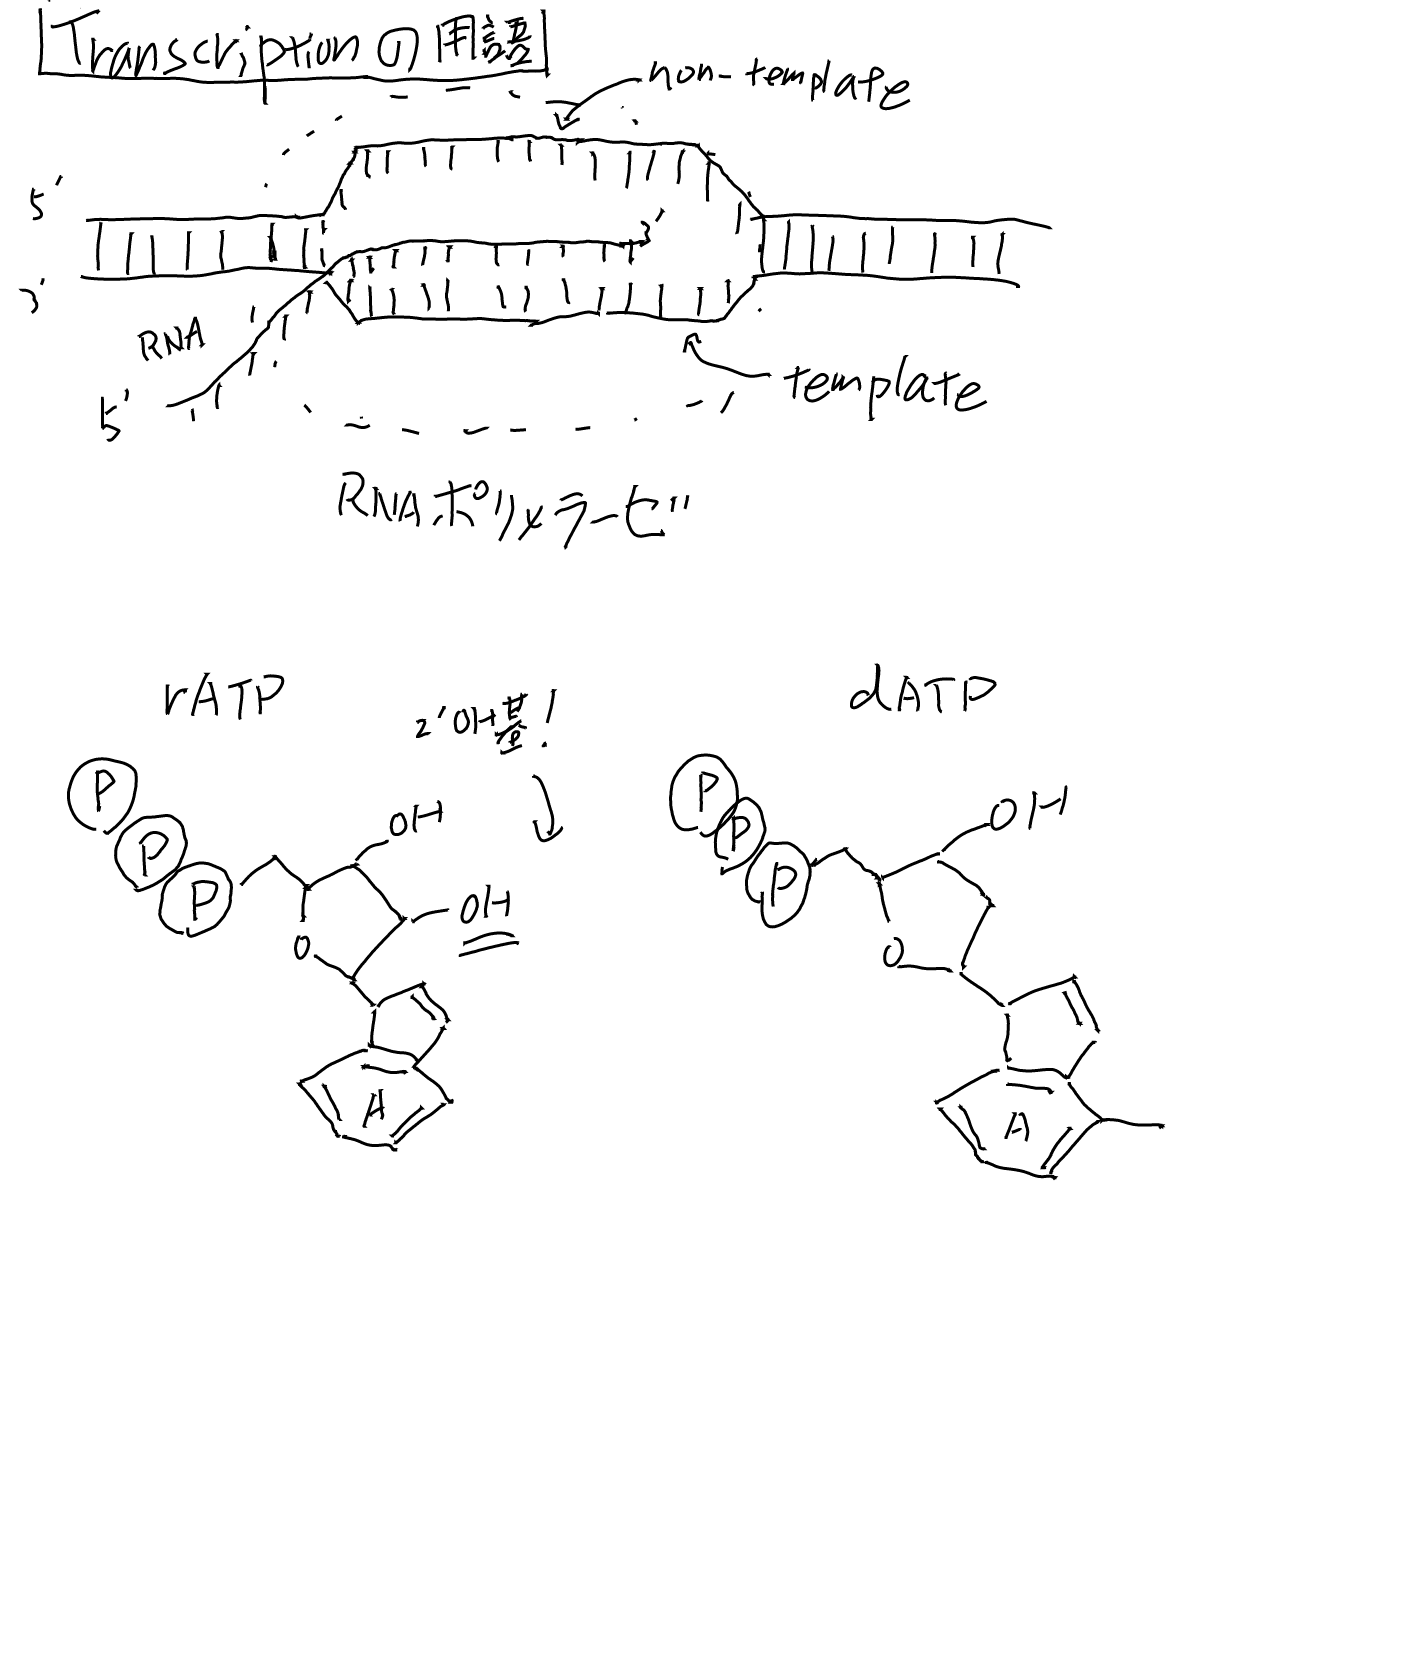 Transcriptionの用語
non-template
5'
3'
3'
RNA
5'
template
RNAポリメラーゼ
rATP
2'OH基!
dATP
P
P
P
OH
OH
O
A
P
P
P
OH
O
A